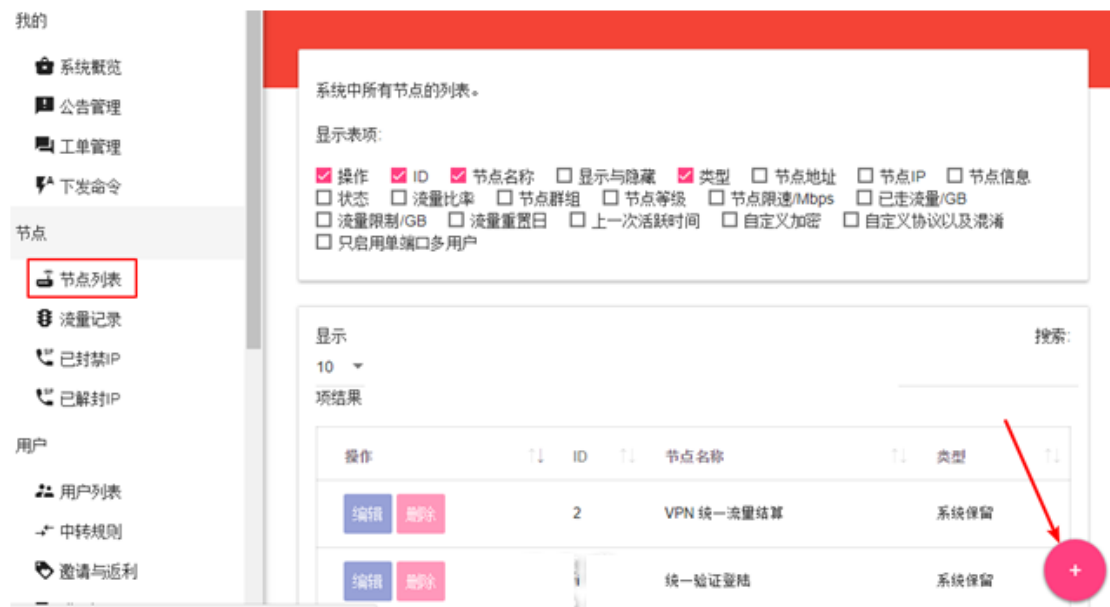 我的
系统概览
公告管理
工单管理
下发命令
节点
节点列表
流量记录
已封禁IP
已解封IP
用户
用户列表
中转规则
邀请与返利
系统中所有节点的列表。
显示表项:
操作 ID 节点名称 显示与隐藏 类型 节点地址 节点IP 节点信息
状态 流量比率 节点群组 节点等级 节点限速/Mbps 已走流量/GB
流量限制/GB 流量重置日 上一次活跃时间 自定义加密 自定义协议以及混淆
只启用单端口多用户
显示 搜索:
10
项结果
操作 ID 节点名称 类型
编辑 删除 2 VPN 统一流量结算 系统保留
编辑 删除 统一验证登陆 系统保留
+